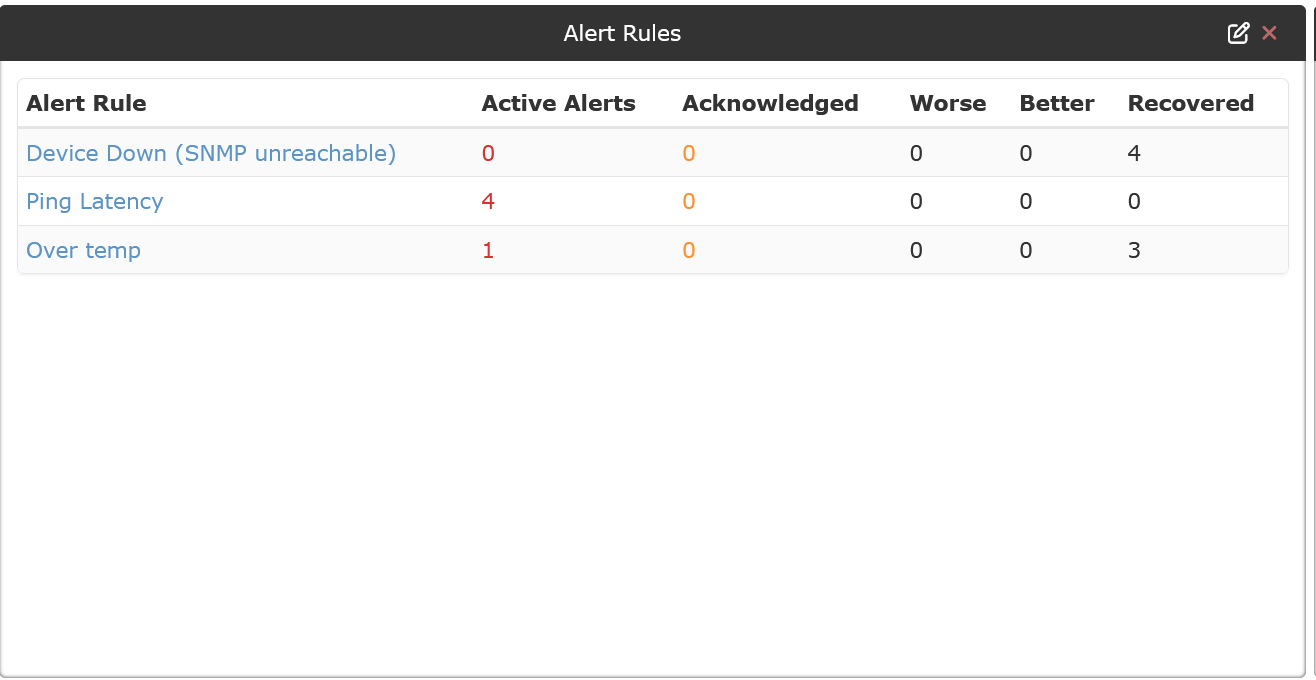 Alert Rules
Alert Rule Active Alerts Acknowledged Worse Better Recovered
Device Down (SNMP unreachable) 0 0 0 0 4
Ping Latency 4 0 0 0 0
Over temp 1 0 0 0 3